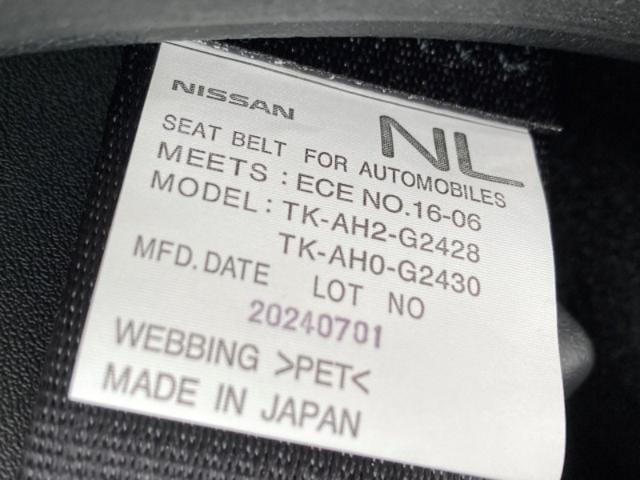 NISSAN
NL
SEAT BELT FOR AUTOMOBILES
MEETS : ECE NO.16-06
MODEL : TK-AH2-G2428
TK-AH0-G2430
MFD. DATE LOT NO
20240701
WEBBING >PET<
MADE IN JAPAN